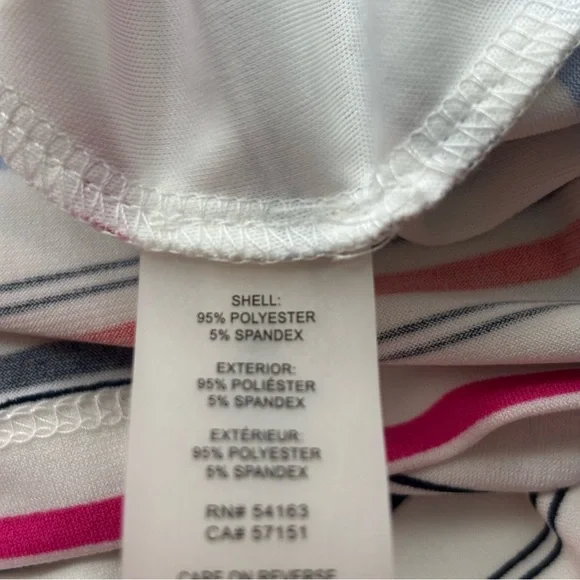 SHELL:
95% POLYESTER
5% SPANDEX
EXTERIOR:
95% POLIÉSTER
5% SPANDEX
EXTÉRIEUR:
95% POLYESTER
5% SPANDEX
RN# 54163
CA# 57151
CARE ON REVERSE